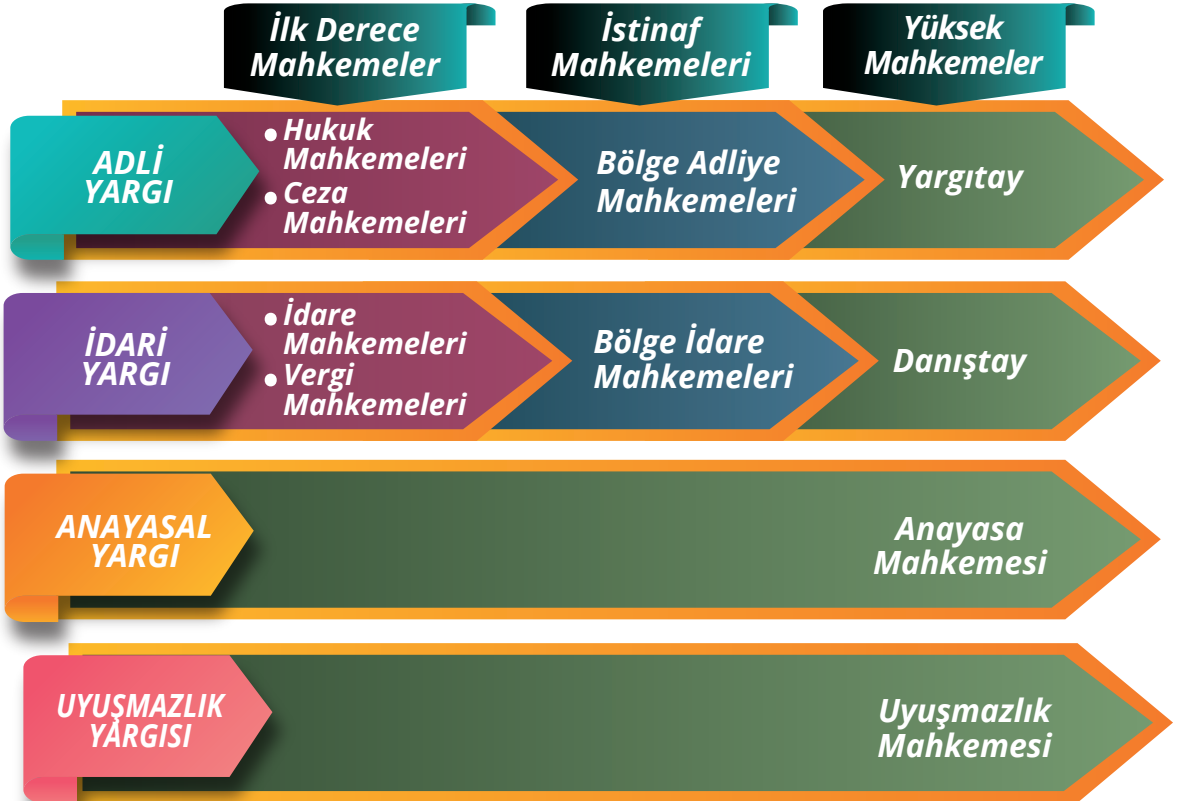 İlk Derece
Mahkemeler
İstinaf
Mahkemeleri
Yüksek
Mahkemeler
ADLİ
YARGI
• Hukuk
Mahkemeleri
• Ceza
Mahkemeleri
Bölge Adliye
Mahkemeleri
Yargıtay
İDARİ
YARGI
• İdare
Mahkemeleri
• Vergi
Mahkemeleri
Bölge İdare
Mahkemeleri
Danıştay
ANAYASAL
YARGI
Anayasa
Mahkemesi
UYUŞMAZLIK
YARGISI
Uyuşmazlık
Mahkemesi